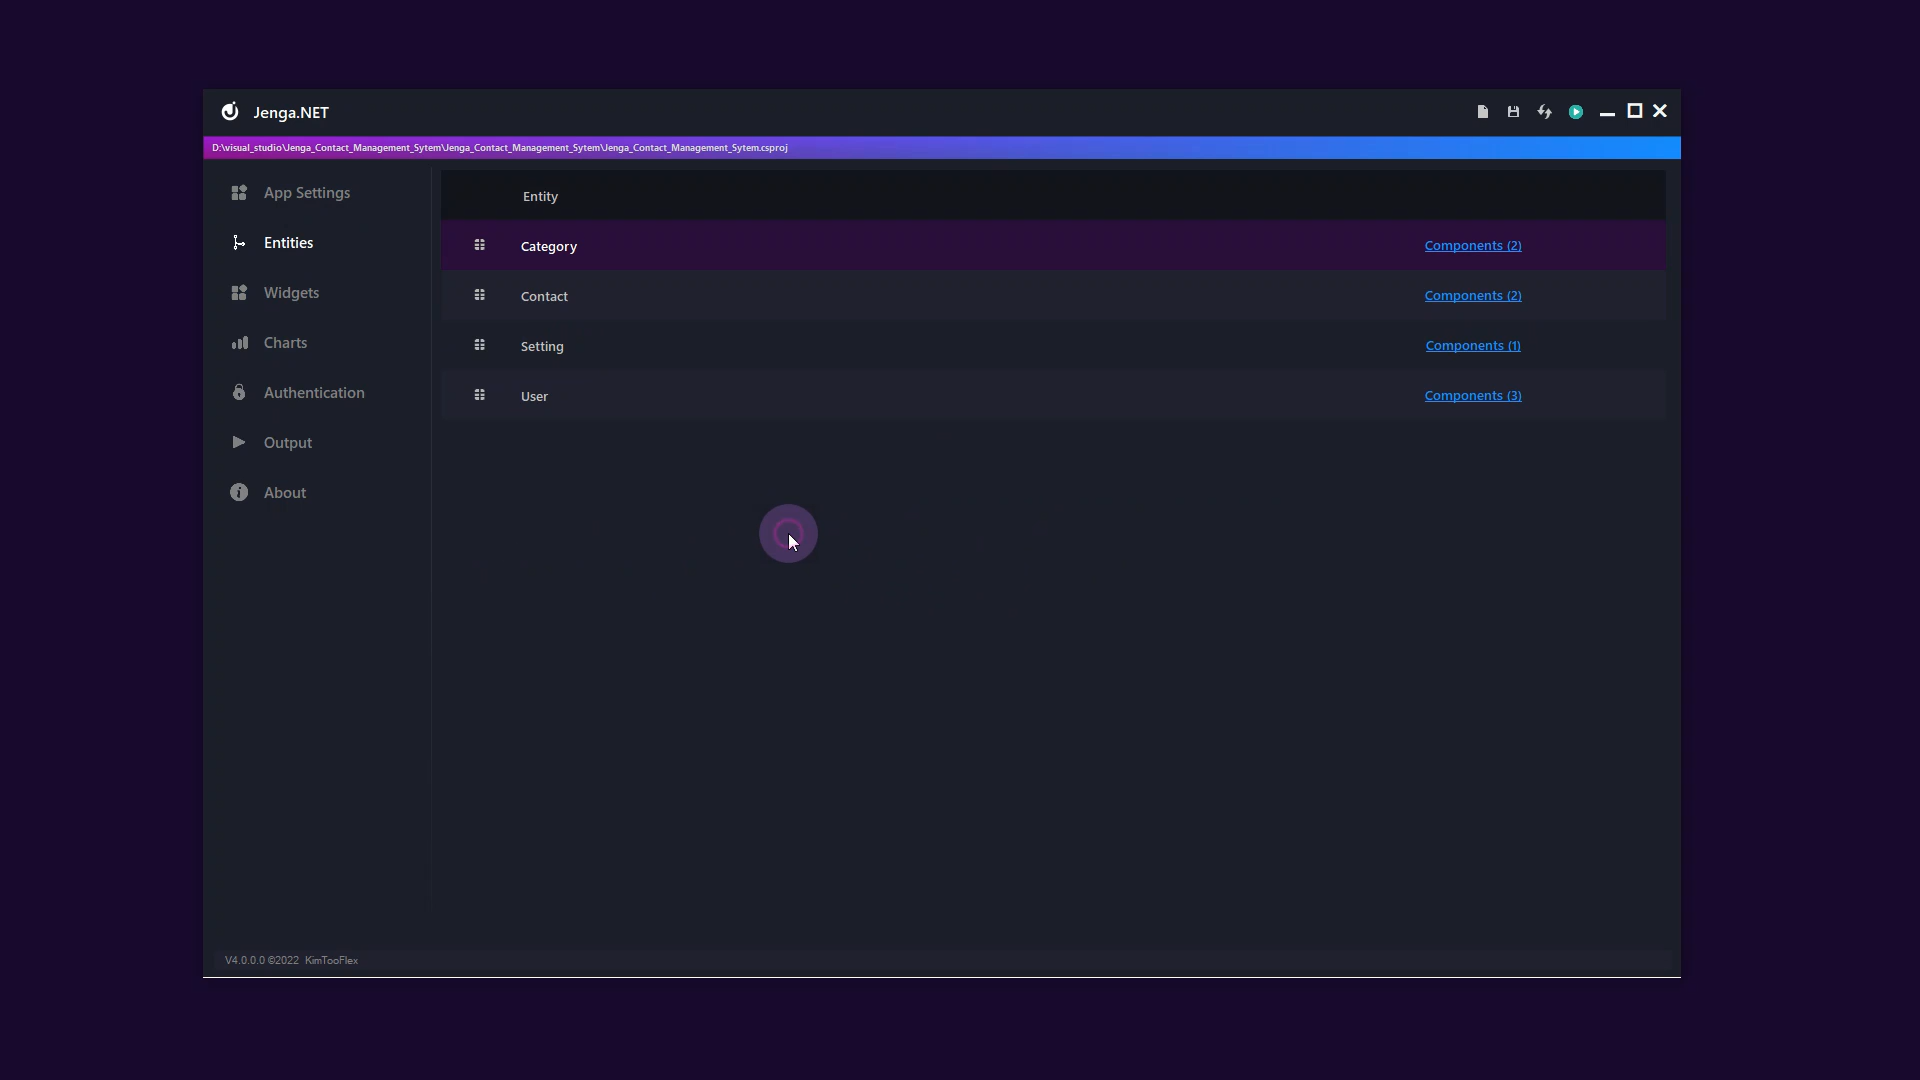 Jenga.NET
D:\visual_studio\Jenga_Contact_Management_Sytem\Jenga_Contact_Management_Sytem\Jenga_Contact_Management_Sytem.csproj
App Settings
Entities
Widgets
Charts
Authentication
Output
About
Entity
Category Components (2)
Contact Components (2)
Setting Components (1)
User Components (3)
V4.0.0.0 ©2022 KimTooFlex